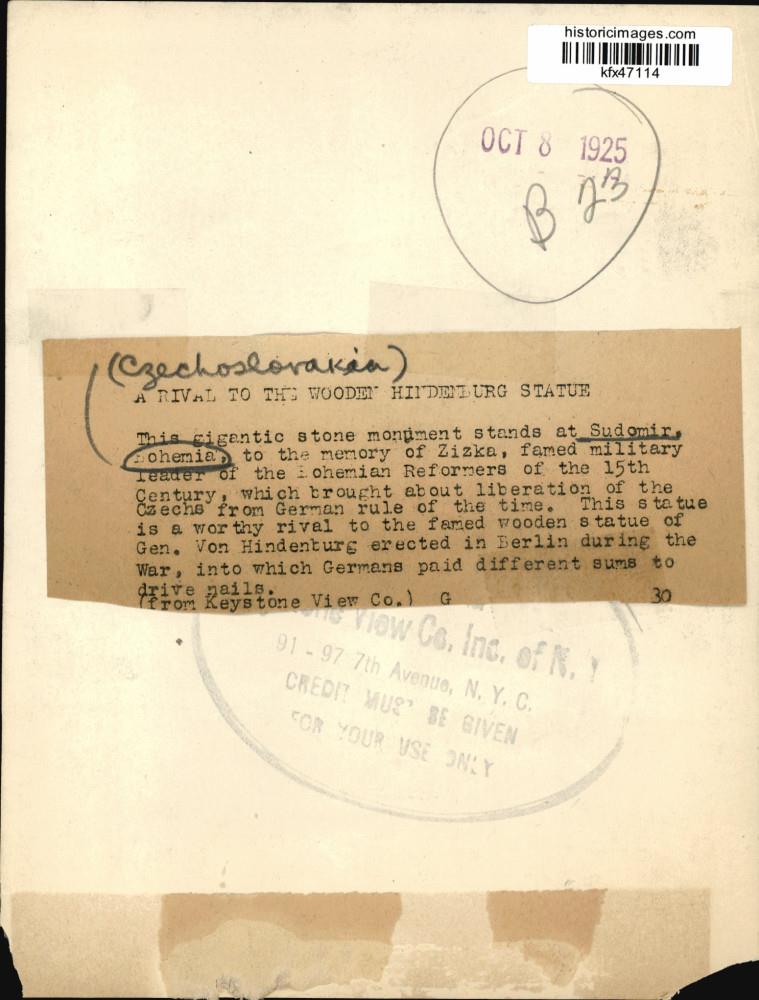 historicimages.com
kfx47114
OCT 8 1925
B 23
(Czechoslovakia)
A RIVAL TO THE WOODEN HINDENBURG STATUE
This gigantic stone monument stands at Sudomir,
Bohemia, to the memory of Zizka, famed military
leader of the Bohemian Reformers of the 15th
Century, which brought about liberation of the
Czechs from German rule of the time. This statue
is a worthy rival to the famed wooden statue of
Gen. Von Hindenburg erected in Berlin during the
War, into which Germans paid different sums to
drive nails.
(from Keystone View Co.) G 30
View Co. Inc. of N. Y
91 - 97 7th Avenue, N. Y. C.
CREDIT MUST BE GIVEN
FOR YOUR USE ONLY